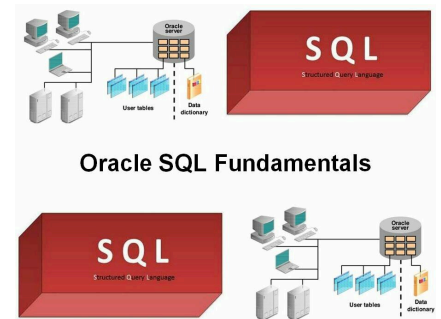 Oracle
server
SQL
Structured Query Language
User tables
Data
dictionary
Oracle SQL Fundamentals
SQL
Structured Query Language
Oracle
server
User tables
Data
dictionary